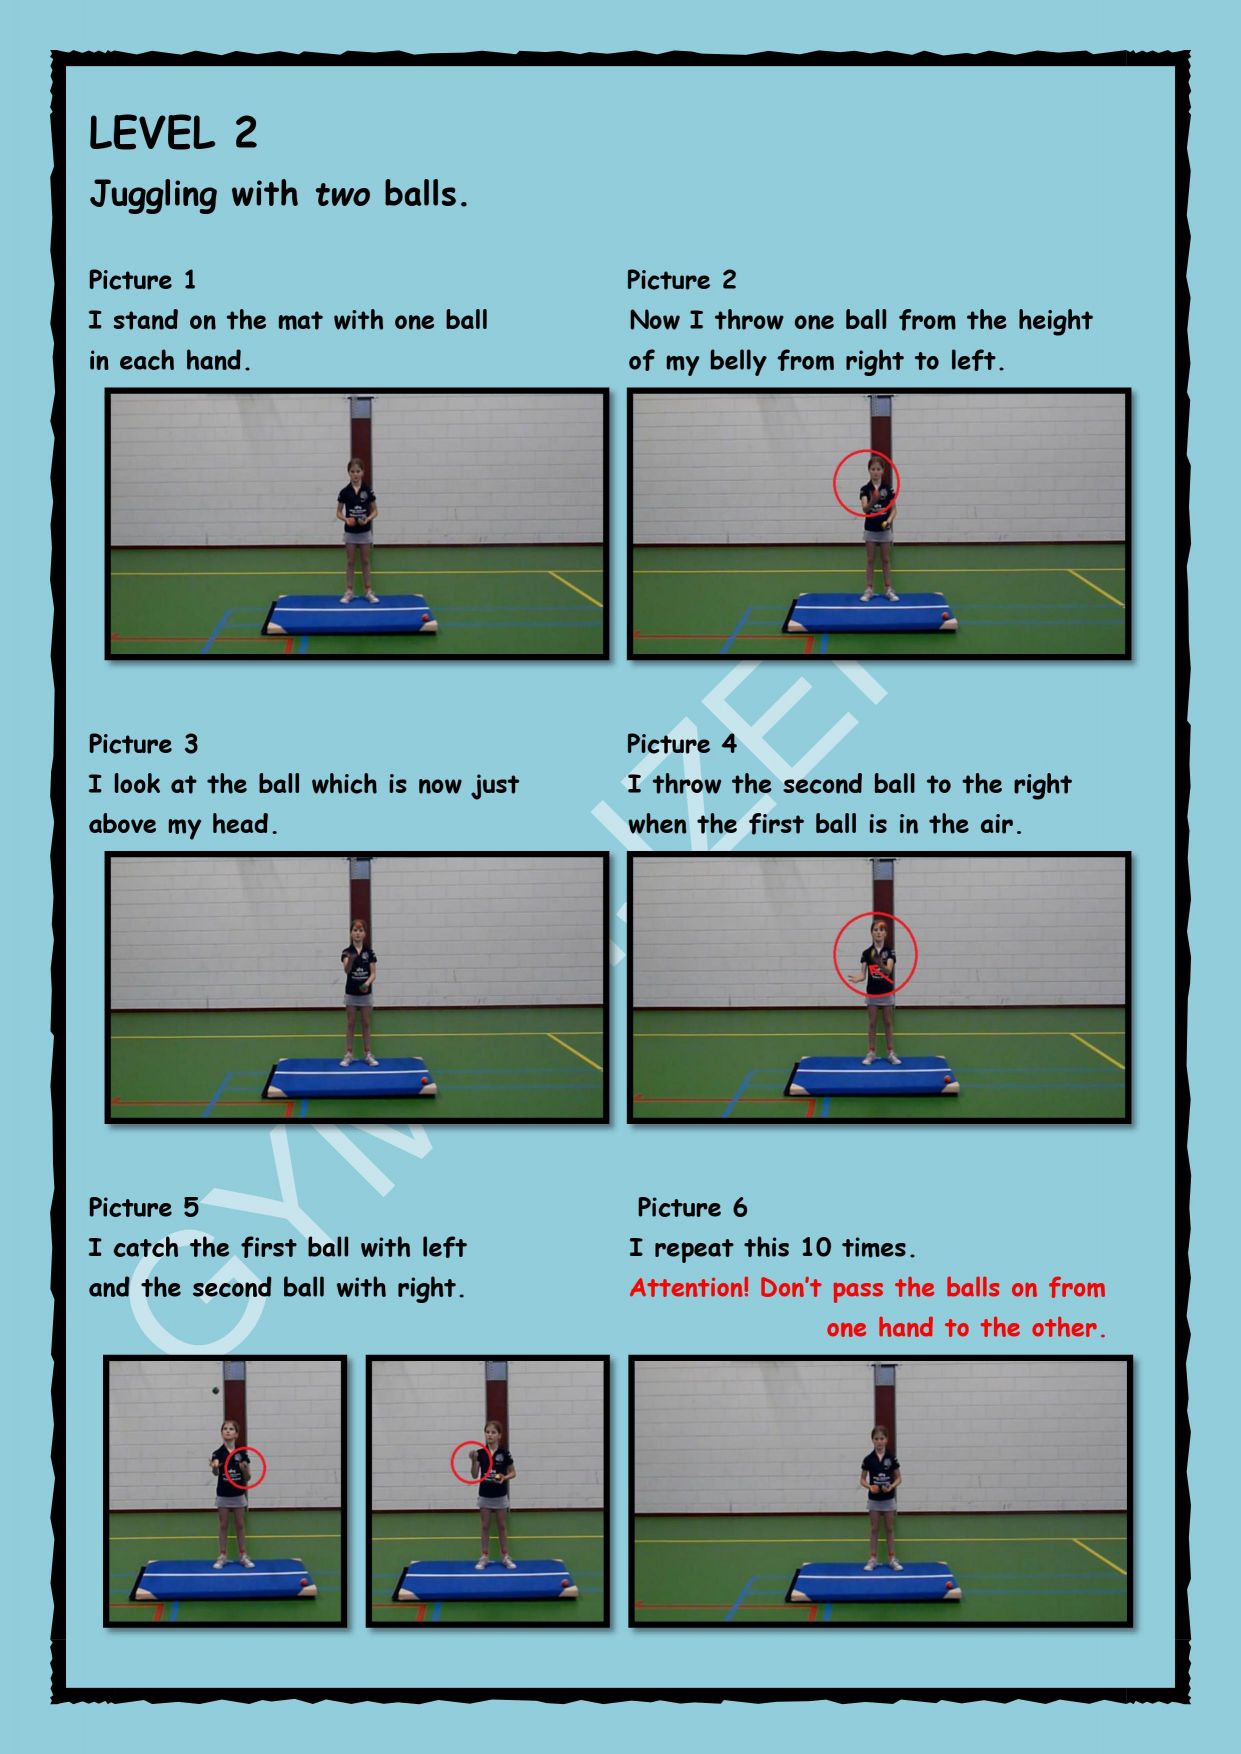 LEVEL 2
Juggling with two balls.
Picture 1
I stand on the mat with one ball
in each hand.
Picture 2
Now I throw one ball from the height
of my belly from right to left.
Picture 3
I look at the ball which is now just
above my head.
Picture 4
I throw the second ball to the right
when the first ball is in the air.
Picture 5
I catch the first ball with left
and the second ball with right.
Picture 6
I repeat this 10 times.
Attention! Don't pass the balls on from
one hand to the other.